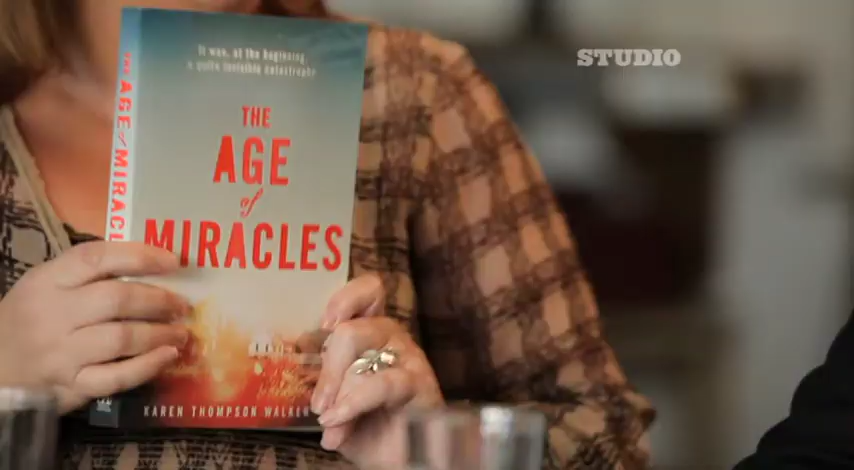 STUDIO
It was, at the beginning,
a quite invisible catastrophe
THE
AGE
of
MIRACLES
THE AGE of MIRACL
KAREN THOMPSON WALKER